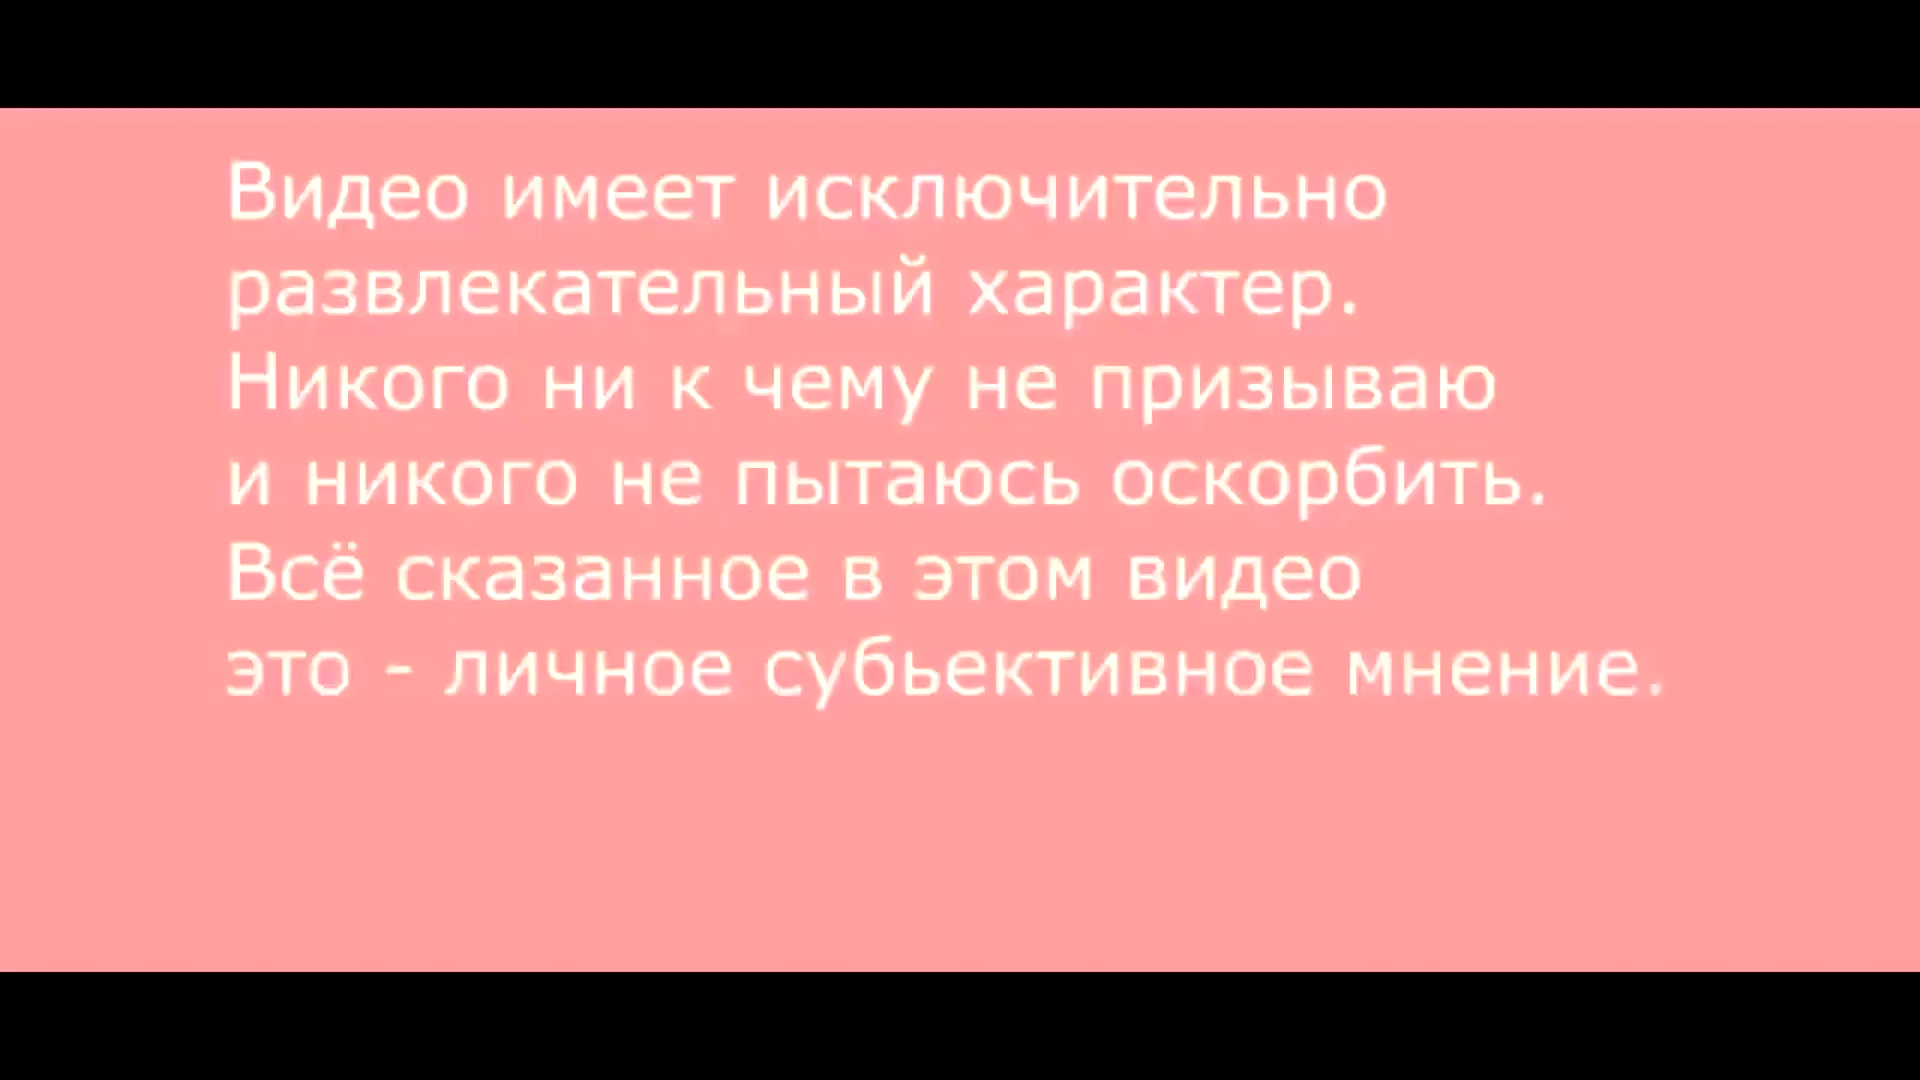 Видео имеет исключительно
развлекательный характер.
Никого ни к чему не призываю
и никого не пытаюсь оскорбить.
Всё сказанное в этом видео
это - личное субьективное мнение.